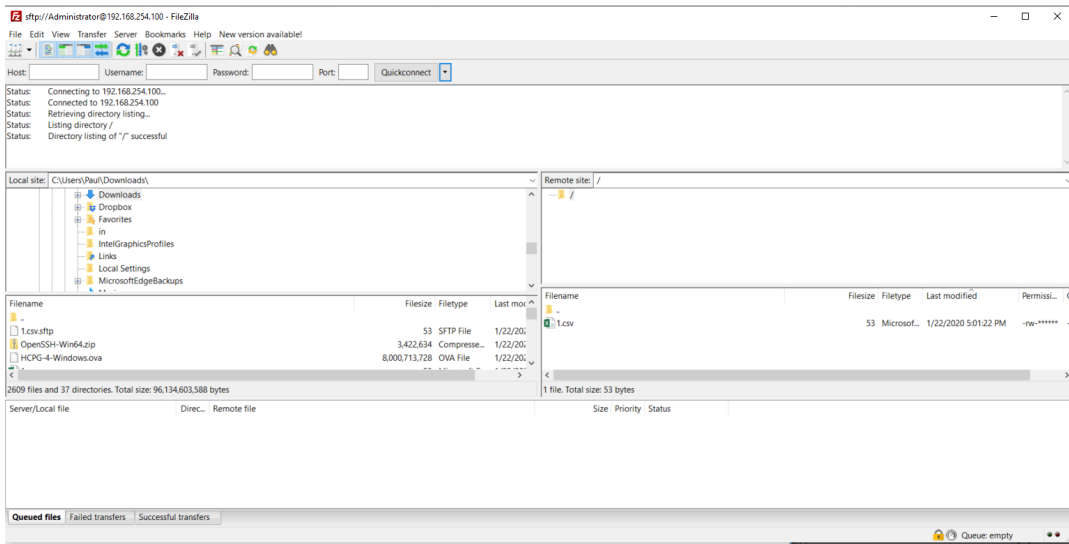 sftp://Administrator@192.168.254.100 - FileZilla
File Edit View Transfer Server Bookmarks Help New version available!
Host: Username: Password: Port: Quickconnect
Status: Connecting to 192.168.254.100...
Status: Connected to 192.168.254.100
Status: Retrieving directory listing...
Status: Listing directory /
Status: Directory listing of "/" successful
Local site: C:\Users\Paul\Downloads\
Downloads
Dropbox
Favorites
in
IntelGraphicsProfiles
Links
Local Settings
MicrosoftEdgeBackups
Filename Filesize Filetype Last moc
..
1.csv.sftp 53 SFTP File 1/22/202
OpenSSH-Win64.zip 3,422,634 Compresse... 1/22/202
HCPG-4-Windows.ova 8,000,713,728 OVA File 1/22/202
2609 files and 37 directories. Total size: 96,134,603,588 bytes
Remote site: /
/
Filename Filesize Filetype Last modified Permissi...
..
1.csv 53 Microsof... 1/22/2020 5:01:22 PM -rw-******
1 file. Total size: 53 bytes
Server/Local file Direc... Remote file Size Priority Status
Queued files Failed transfers Successful transfers
Queue: empty